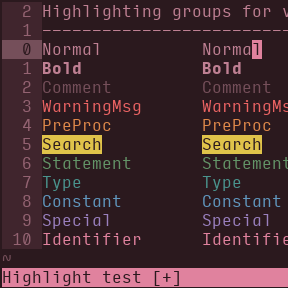 2 Highlighting groups for v
1 --------------------------
0 Normal Normal
1 Bold Bold
2 Comment Comment
3 WarningMsg WarningMs
4 PreProc PreProc
5 Search Search
6 Statement Statement
7 Type Type
8 Constant Constant
9 Special Special
10 Identifier Identifie
~
Highlight test [+]